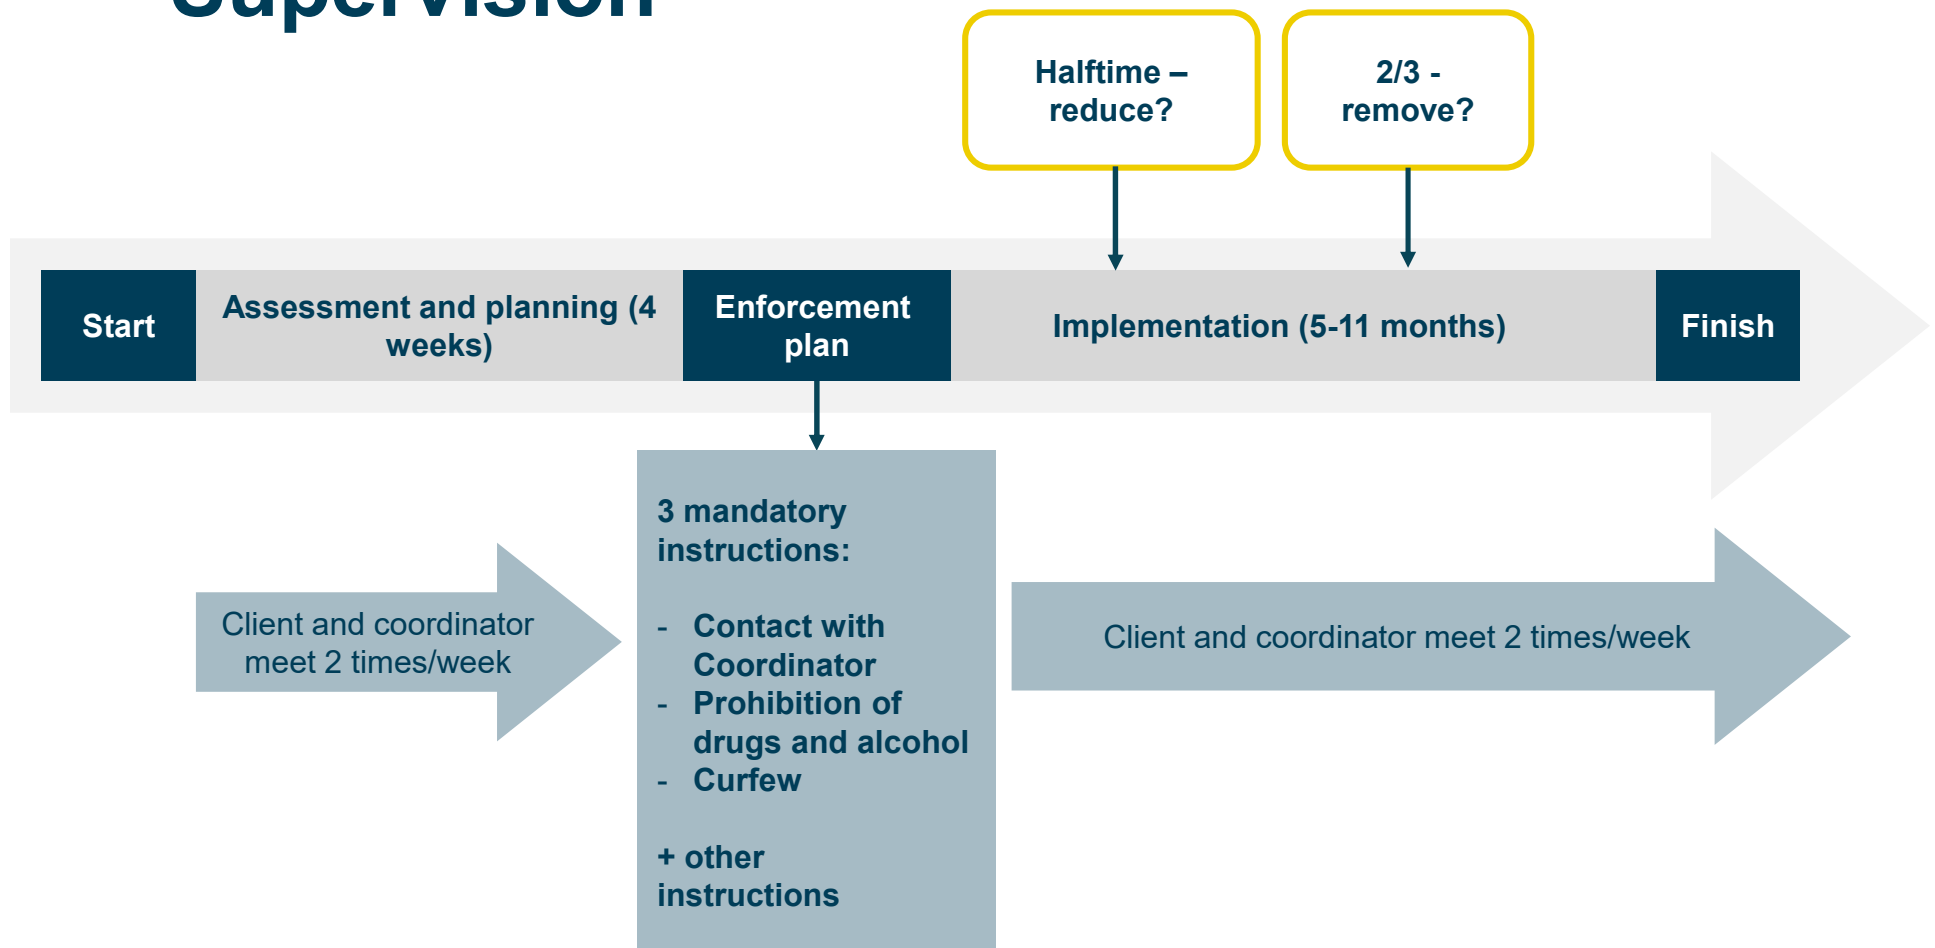 Supervision
Halftime –
reduce?
2/3 -
remove?
Start
Assessment and planning (4
weeks)
Enforcement
plan
Implementation (5-11 months)
Finish
3 mandatory
instructions:
- Contact with
Coordinator
- Prohibition of
drugs and alcohol
- Curfew
+ other
instructions
Client and coordinator
meet 2 times/week
Client and coordinator meet 2 times/week